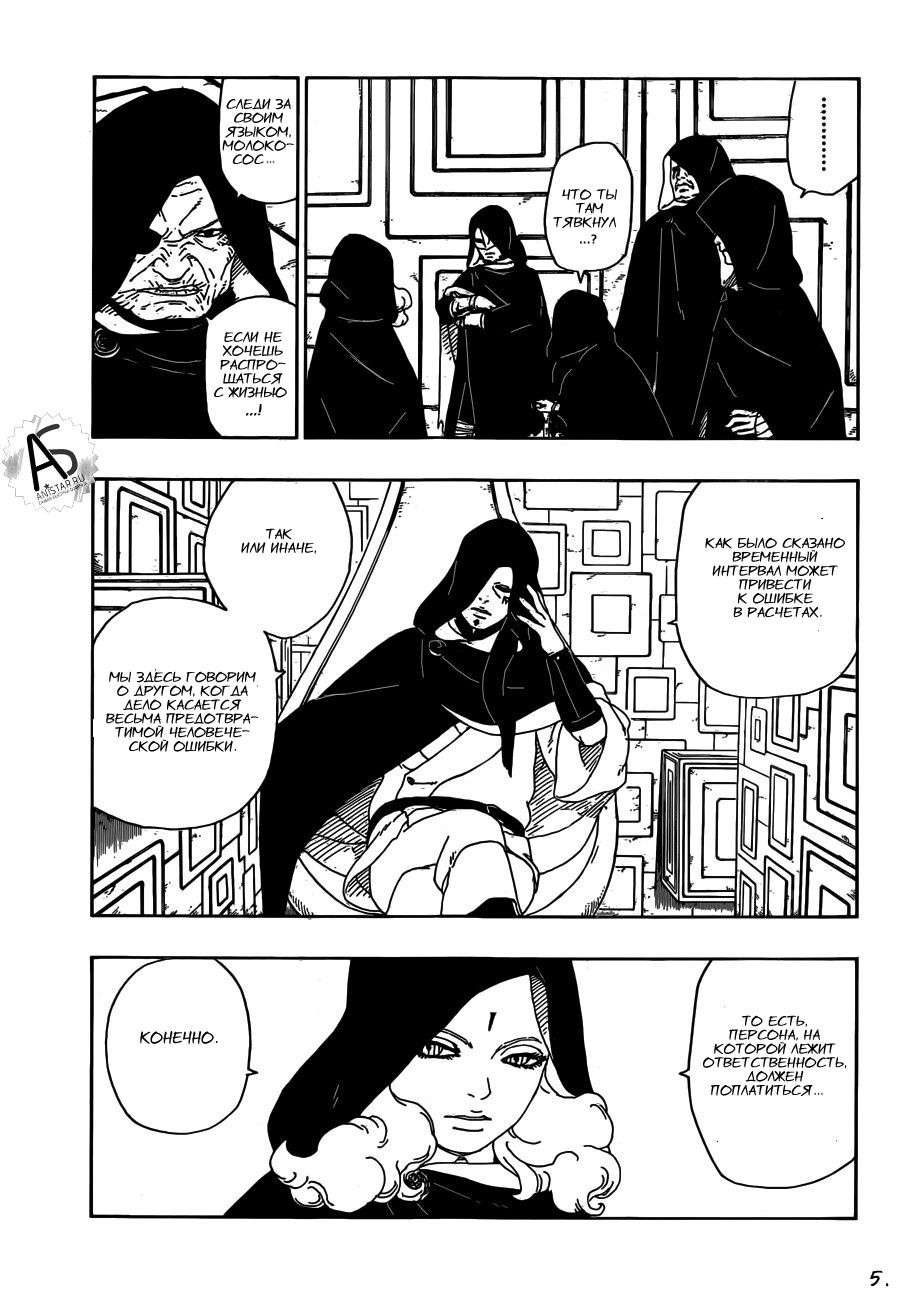 ..........
ЧТО ТЫ
ТАМ
ТЯВКНУЛ
...?
СЛЕДИ ЗА
СВОИМ
ЯЗЫКОМ,
МОЛОКО-
СОС...
ЕСЛИ НЕ
ХОЧЕШЬ
РАСПРО-
ЩАТЬСЯ
С ЖИЗНЬЮ
...!
КАК БЫЛО СКАЗАНО
ВРЕМЕННЫЙ
ИНТЕРВАЛ МОЖЕТ
ПРИВЕСТИ
К ОШИБКЕ
В РАСЧЕТАХ.
ТАК
ИЛИ ИНАЧЕ,
МЫ ЗДЕСЬ ГОВОРИМ
О ДРУГОМ, КОГДА
ДЕЛО КАСАЕТСЯ
ВЕСЬМА ПРЕДОТВРА-
ТИМОЙ ЧЕЛОВЕЧЕ-
СКОЙ ОШИБКИ.
ТО ЕСТЬ,
ПЕРСОНА, НА
КОТОРОЙ ЛЕЖИТ
ОТВЕТСТВЕННОСТЬ,
ДОЛЖЕН
ПОПЛАТИТЬСЯ...
КОНЕЧНО.
AS
ANISTAR.RU
5.